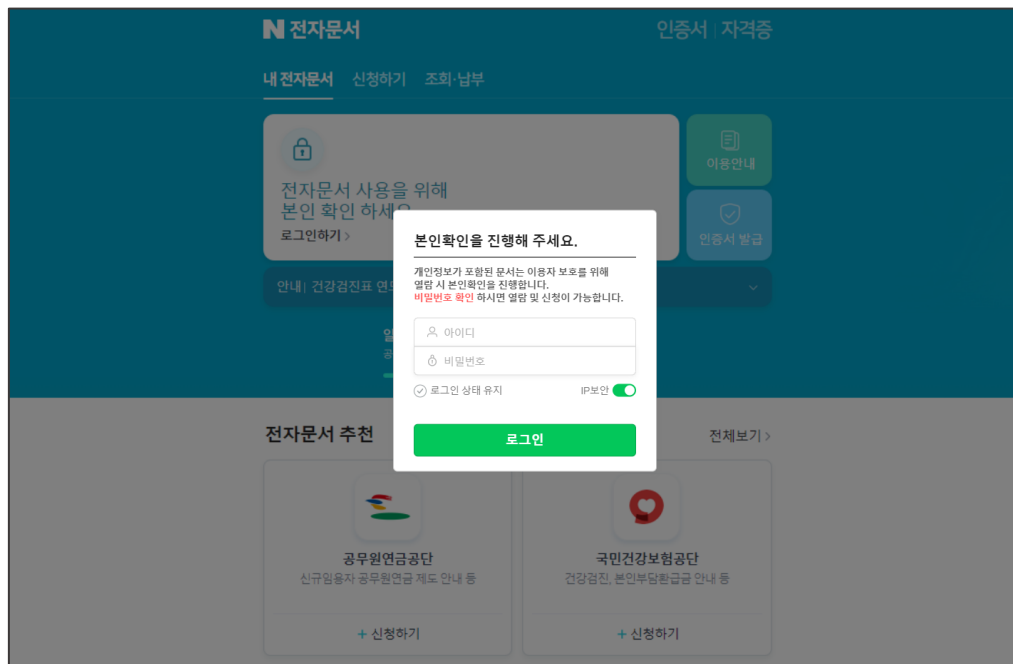 N 전자문서
인증서 | 자격증
내 전자문서 신청하기 조회·납부
전자문서 사용을 위해
본인 확인 하세요
로그인하기 >
이용안내
인증서 발급
안내 | 건강검진표
본인확인을 진행해 주세요.
개인정보가 포함된 문서는 이용자 보호를 위해
열람 시 본인확인을 진행합니다.
비밀번호 확인 하시면 열람 및 신청이 가능합니다.
아이디
비밀번호
로그인 상태 유지 IP보안
로그인
전자문서 추천
전체보기 >
공무원연금공단
신규임용자 공무원연금 제도 안내 등
+ 신청하기
국민건강보험공단
건강검진, 본인부담환급금 안내 등
+ 신청하기